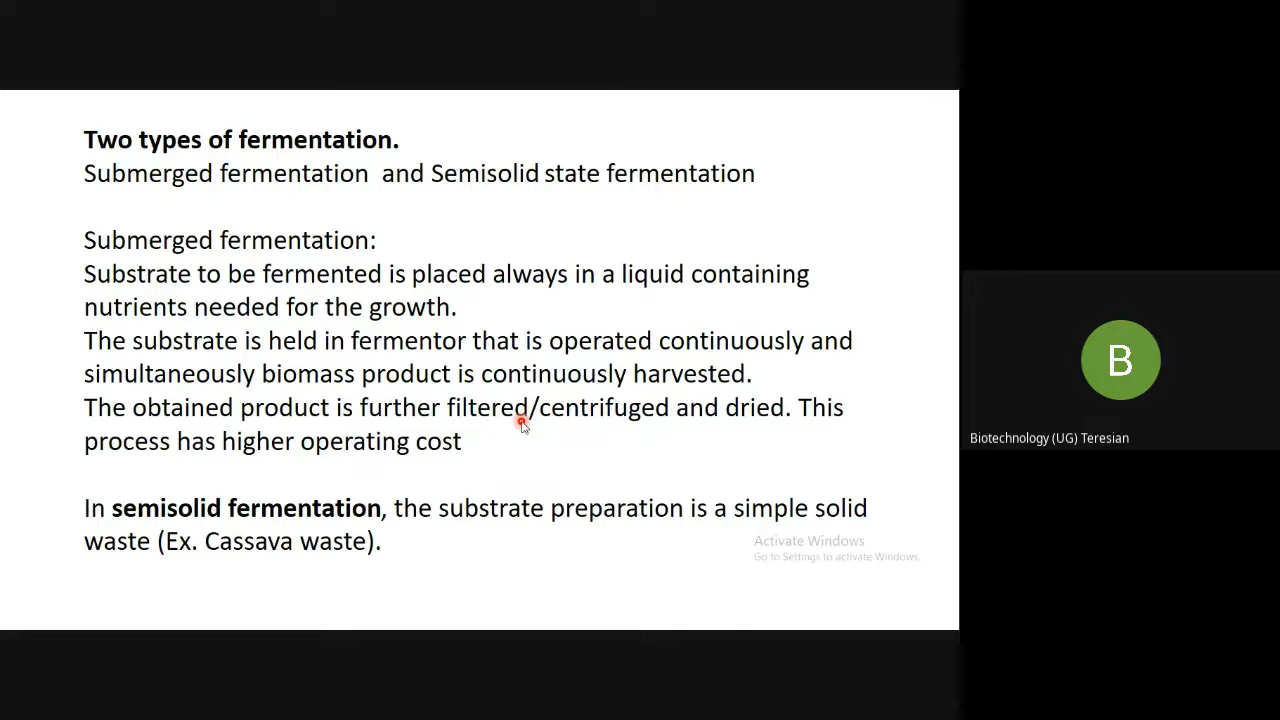 Two types of fermentation.
Submerged fermentation and Semisolid state fermentation
Submerged fermentation:
Substrate to be fermented is placed always in a liquid containing
nutrients needed for the growth.
The substrate is held in fermentor that is operated continuously and
simultaneously biomass product is continuously harvested.
The obtained product is further filtered/centrifuged and dried. This
process has higher operating cost
In semisolid fermentation, the substrate preparation is a simple solid
waste (Ex. Cassava waste).
Activate Windows
Go to Settings to activate Windows.
B
Biotechnology (UG) Teresian